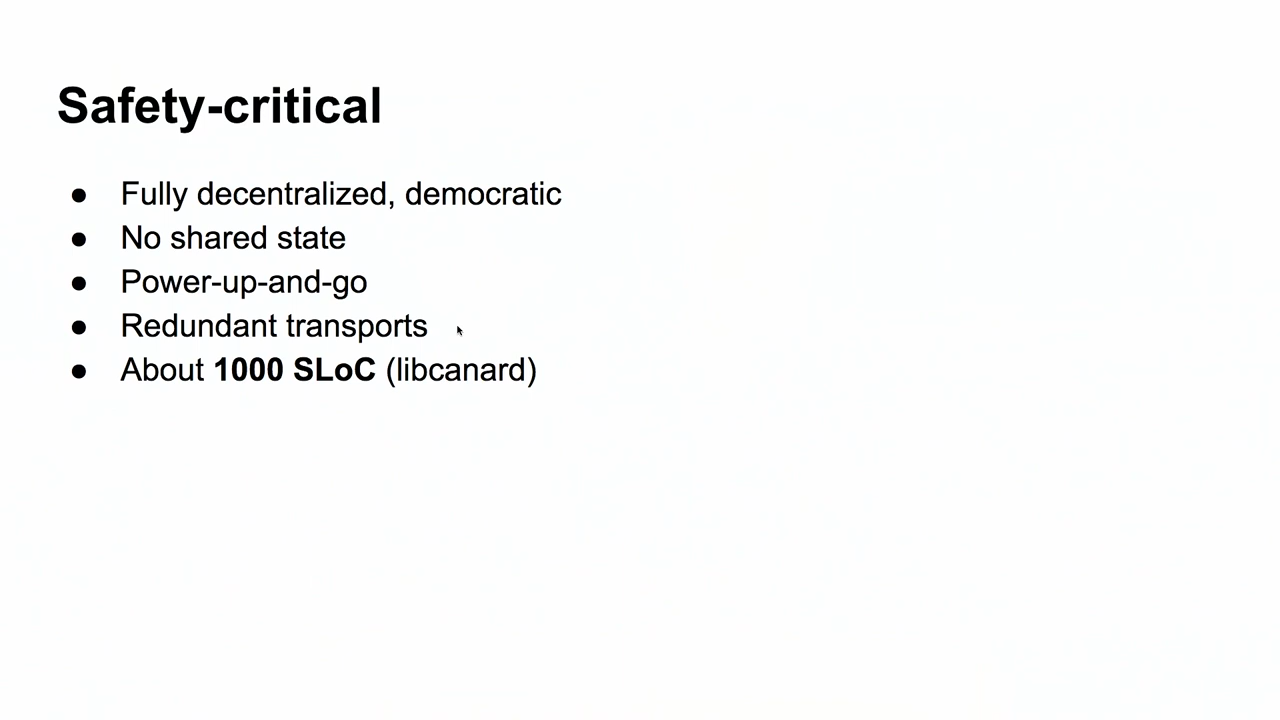 Safety-critical
● Fully decentralized, democratic
● No shared state
● Power-up-and-go
● Redundant transports
● About 1000 SLoC (libcanard)